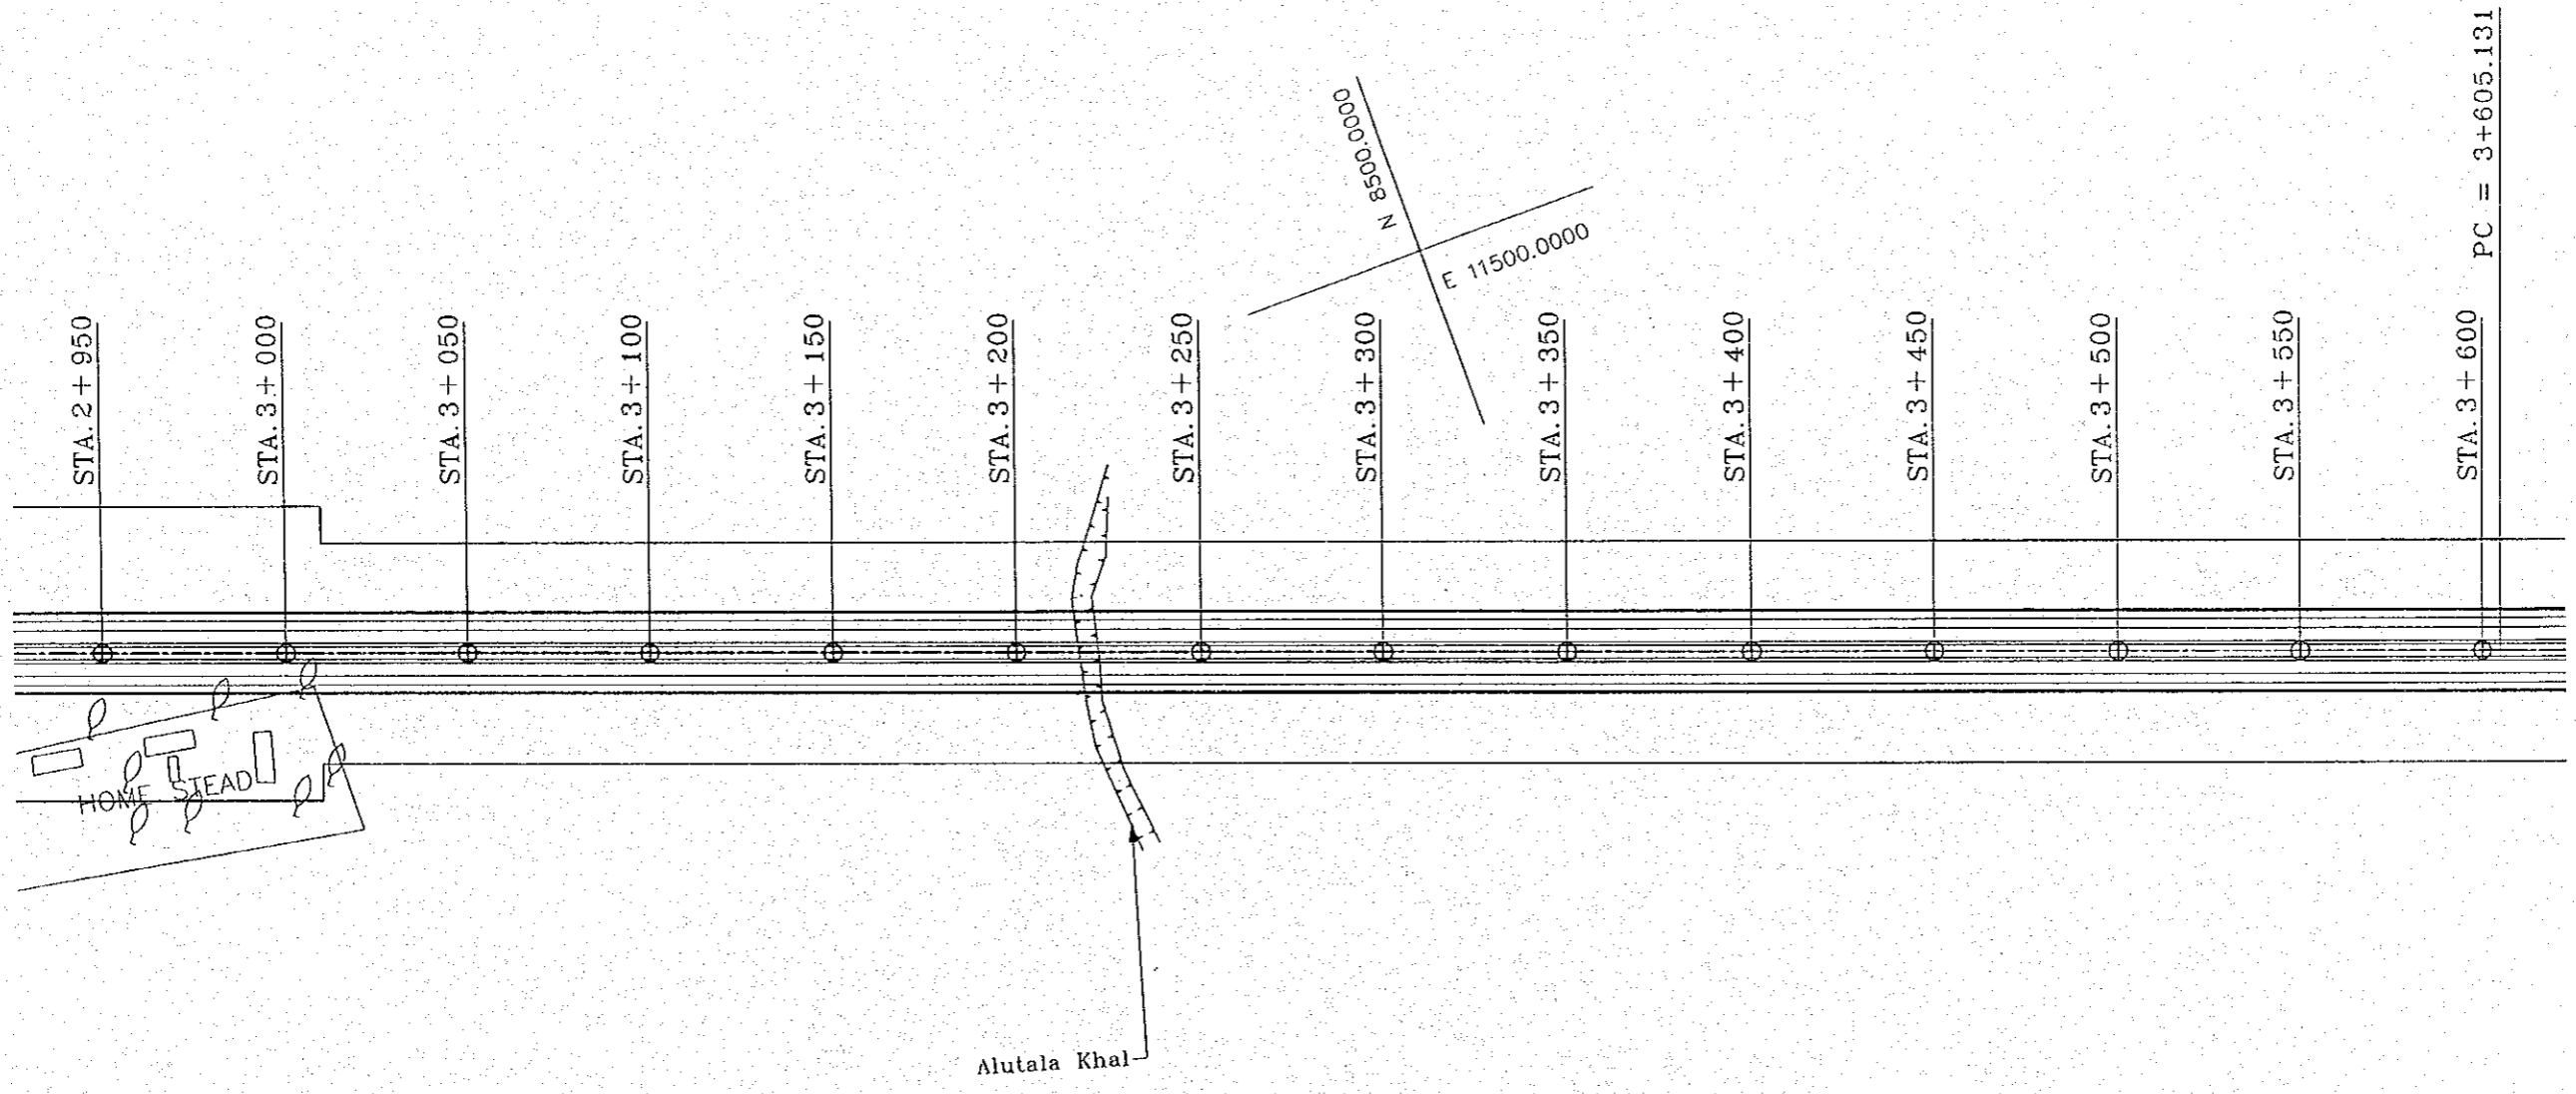 PC = 3+605.131
N 8500.0000
E 11500.0000
STA. 2+950
STA. 3+000
STA. 3+050
STA. 3+100
STA. 3+150
STA. 3+200
STA. 3+250
STA. 3+300
STA. 3+350
STA. 3+400
STA. 3+450
STA. 3+500
STA. 3+550
STA. 3+600
HOME STEAD
Alutala Khal